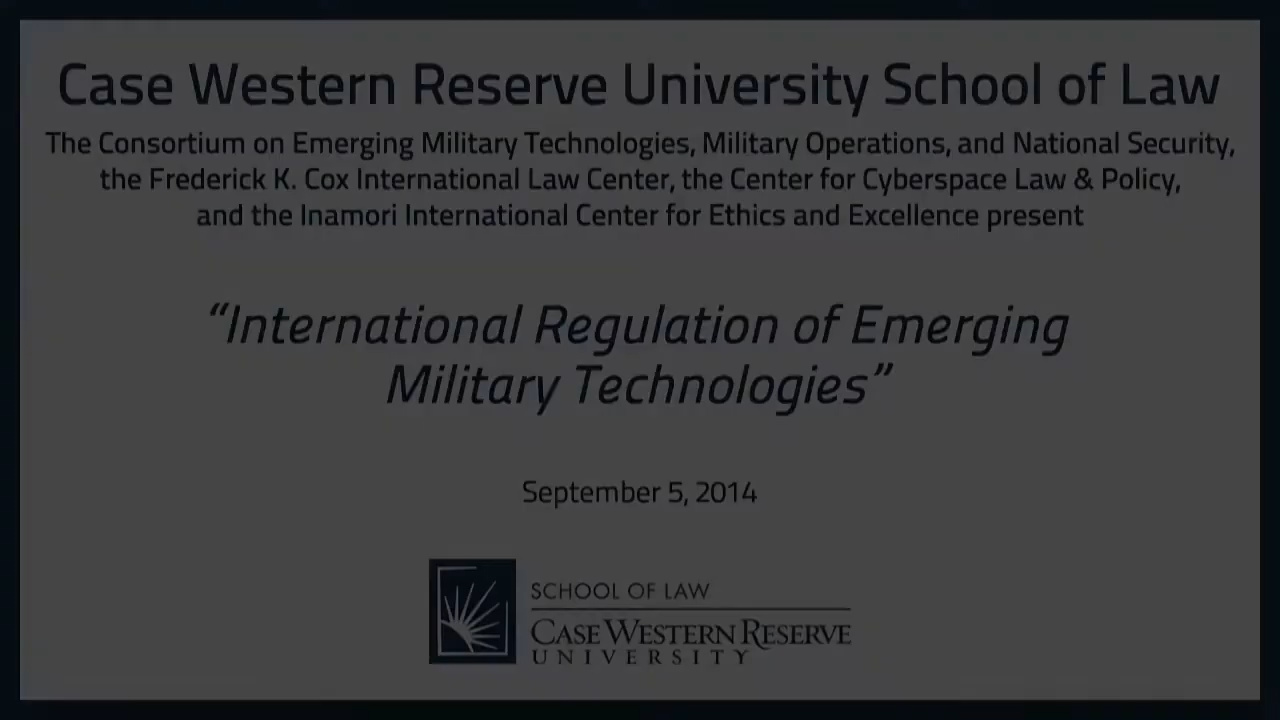 Case Western Reserve University School of Law
The Consortium on Emerging Military Technologies, Military Operations, and National Security,
the Frederick K. Cox International Law Center, the Center for Cyberspace Law & Policy,
and the Inamori International Center for Ethics and Excellence present
“International Regulation of Emerging
Military Technologies”
September 5, 2014
SCHOOL OF LAW
CASE WESTERN RESERVE
UNIVERSITY